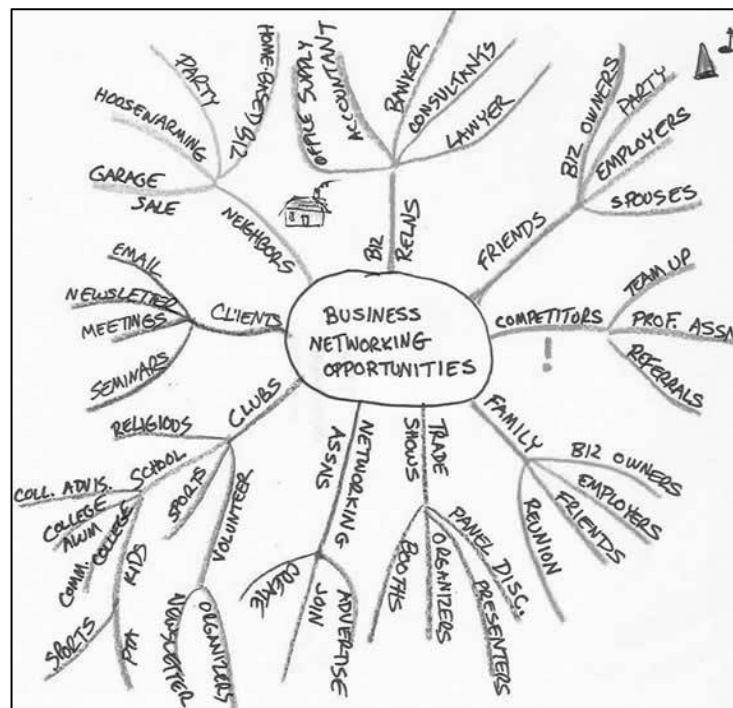 BUSINESS
NETWORKING
OPPORTUNITIES
BIZ RELNS
OFFICE SPACE
ACCOUNTANT
BANKER
CONSULTANTS
LAWYER
FRIENDS
BIZ OWNERS
PARTY
EMPLOYERS
SPOUSES
COMPETITORS
!
TEAM UP
PROF. ASSN
REFERRALS
FAMILY
BIZ OWNERS
EMPLOYERS
FRIENDS
REUNION
TRADE
SHOWS
PANEL DISC.
PRESENTERS
ORGANIZERS
BOOTHS
NETWORKING
ASSNS
ADVERTISE
JOIN
CREATE
CLUBS
RELIGIOUS
SCHOOL
COLL. ADVIS.
COLLEGE
ALUM
COMM. COLLEGE
KIDS
SPORTS
ADV
SPORTS
VOLUNTEER
NEWSLETTER
ORGANIZERS
CLIENTS
EMAIL
NEWSLETTER
MEETINGS
SEMINARS
NEIGHBORS
GARAGE
SALE
HOUSEWARMING
PARTY
HOME-BASED BIZ